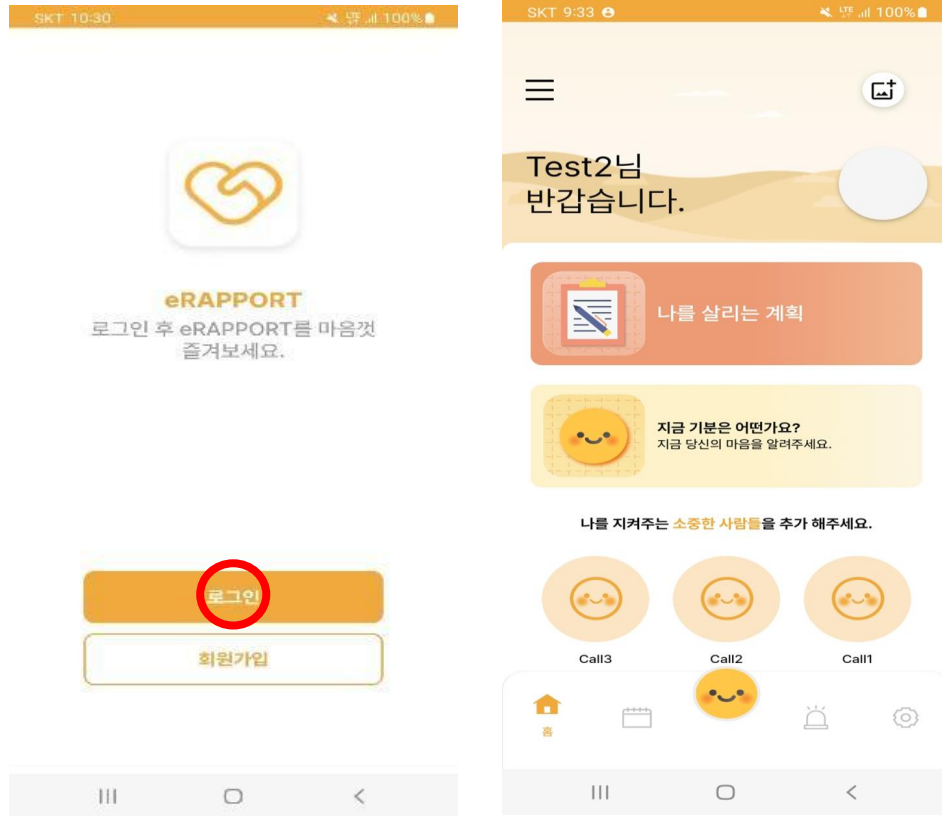 SKT 10:30
LTE 100%
eRAPPORT
로그인 후 eRAPPORT를 마음껏
즐겨보세요.
로그인
회원가입
SKT 9:33
LTE 100%
Test2님
반갑습니다.
나를 살리는 계획
지금 기분은 어떤가요?
지금 당신의 마음을 알려주세요.
나를 지켜주는 소중한 사람들을 추가 해주세요.
Call3 Call2 Call1
홈